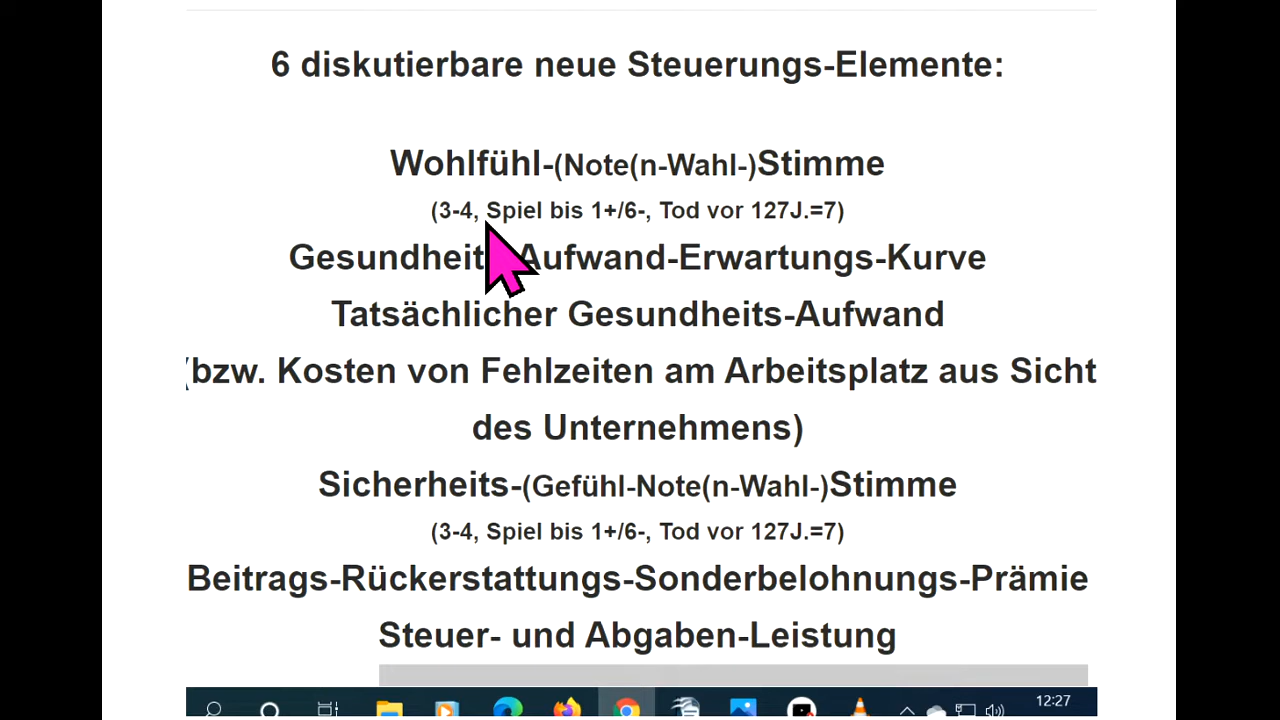 6 diskutierbare neue Steuerungs-Elemente:
Wohlfühl-(Note(n-Wahl-)Stimme
(3-4, Spiel bis 1+/6-, Tod vor 127J.=7)
Gesundheits-Aufwand-Erwartungs-Kurve
Tatsächlicher Gesundheits-Aufwand
(bzw. Kosten von Fehlzeiten am Arbeitsplatz aus Sicht
des Unternehmens)
Sicherheits-(Gefühl-Note(n-Wahl-)Stimme
(3-4, Spiel bis 1+/6-, Tod vor 127J.=7)
Beitrags-Rückerstattungs-Sonderbelohnungs-Prämie
Steuer- und Abgaben-Leistung
12:27